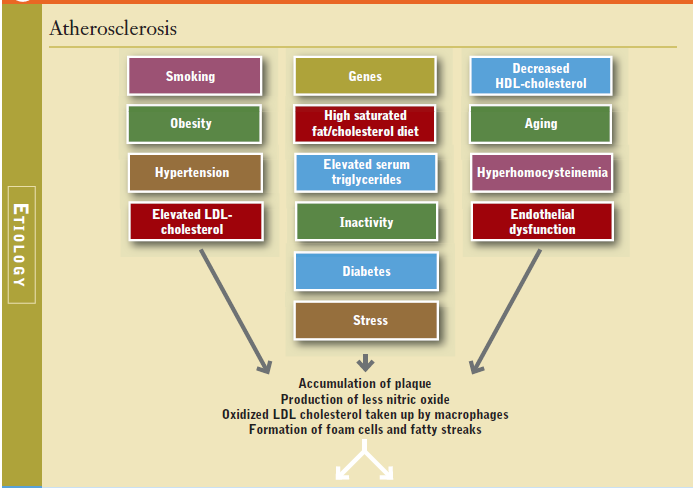 Atherosclerosis
ETIOLOGY
Smoking
Obesity
Hypertension
Elevated LDL-
cholesterol
Genes
High saturated
fat/cholesterol diet
Elevated serum
triglycerides
Inactivity
Diabetes
Stress
Decreased
HDL-cholesterol
Aging
Hyperhomocysteinemia
Endothelial
dysfunction
Accumulation of plaque
Production of less nitric oxide
Oxidized LDL cholesterol taken up by macrophages
Formation of foam cells and fatty streaks